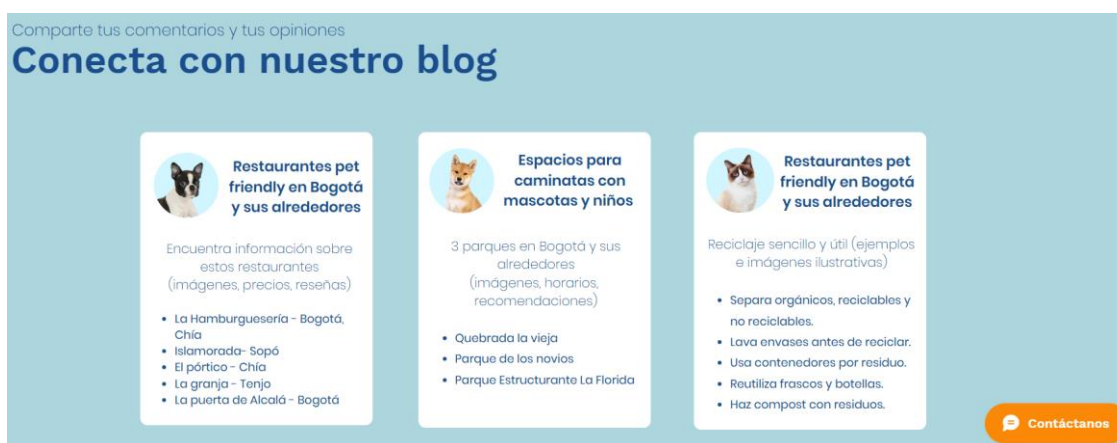 Comparte tus comentarios y tus opiniones
Conecta con nuestro blog
Restaurantes pet
friendly en Bogotá
y sus alrededores
Encuentra información sobre
estos restaurantes
(imágenes, precios, reseñas)
• La Hamburguesería - Bogotá,
Chía
• Islamorada- Sopó
• El pórtico - Chía
• La granja - Tenjo
• La puerta de Alcalá - Bogotá
Espacios para
caminatas con
mascotas y niños
3 parques en Bogotá y sus
alrededores
(imágenes, horarios,
recomendaciones)
• Quebrada la vieja
• Parque de los novios
• Parque Estructurante La Florida
Restaurantes pet
friendly en Bogotá
y sus alrededores
Reciclaje sencillo y útil (ejemplos
e imágenes ilustrativas)
• Separa orgánicos, reciclables y
no reciclables.
• Lava envases antes de reciclar.
• Usa contenedores por residuo.
• Reutiliza frascos y botellas.
• Haz compost con residuos.
Contáctanos